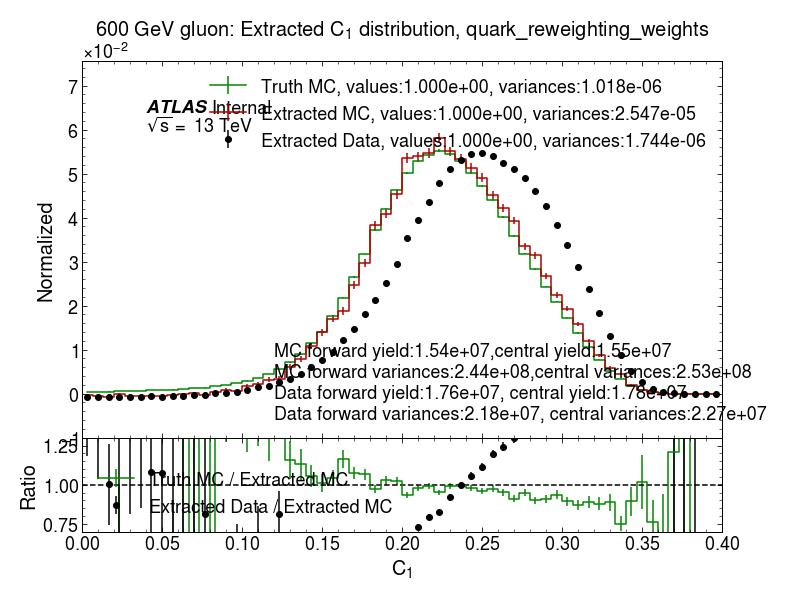 600 GeV gluon: Extracted C₁ distribution, quark_reweighting_weights
×10⁻²
Truth MC, values:1.000e+00, variances:1.018e-06
ATLAS Internal
Extracted MC, values:1.000e+00, variances:2.547e-05
√s = 13 TeV
Extracted Data, values:1.000e+00, variances:1.744e-06
7
6
5
4
3
2
1
0
−1
Normalized
MC forward yield:1.54e+07,central yield:1.55e+07
MC forward variances:2.44e+08,central variances:2.53e+08
Data forward yield:1.76e+07, central yield:1.78e+07
Data forward variances:2.18e+07, central variances:2.27e+07
1.25
1.00
0.75
Ratio
Truth MC / Extracted MC
Extracted Data / Extracted MC
0.00 0.05 0.10 0.15 0.20 0.25 0.30 0.35 0.40
C₁